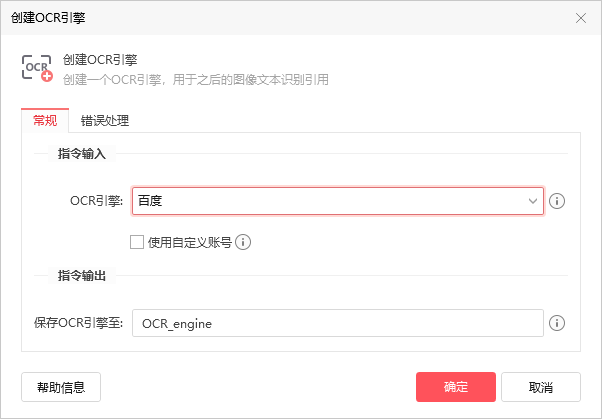 创建OCR引擎
OCR
创建OCR引擎
创建一个OCR引擎，用于之后的图像文本识别引用
常规
错误处理
指令输入
OCR引擎:
百度
使用自定义账号
指令输出
保存OCR引擎至:
OCR_engine
帮助信息
确定
取消